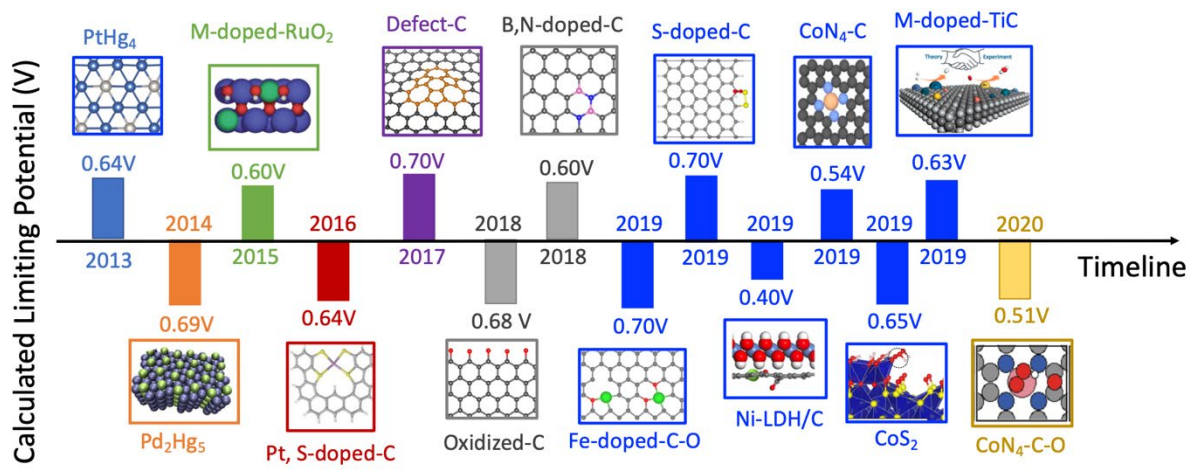 Calculated Limiting Potential (V)
PtHg₄
M-doped-RuO₂
Defect-C
B,N-doped-C
S-doped-C
CoN₄-C
M-doped-TiC
Theory
Experiment
0.64V
0.60V
0.70V
0.60V
0.70V
0.54V
0.63V
2014
2016
2018
2019
2019
2019
2020
2013
2015
2017
2018
2019
2019
2019
Timeline
0.69V
0.64V
0.68 V
0.70V
0.40V
0.65V
0.51V
Pd₂Hg₅
Pt, S-doped-C
Oxidized-C
Fe-doped-C-O
Ni-LDH/C
CoS₂
CoN₄-C-O